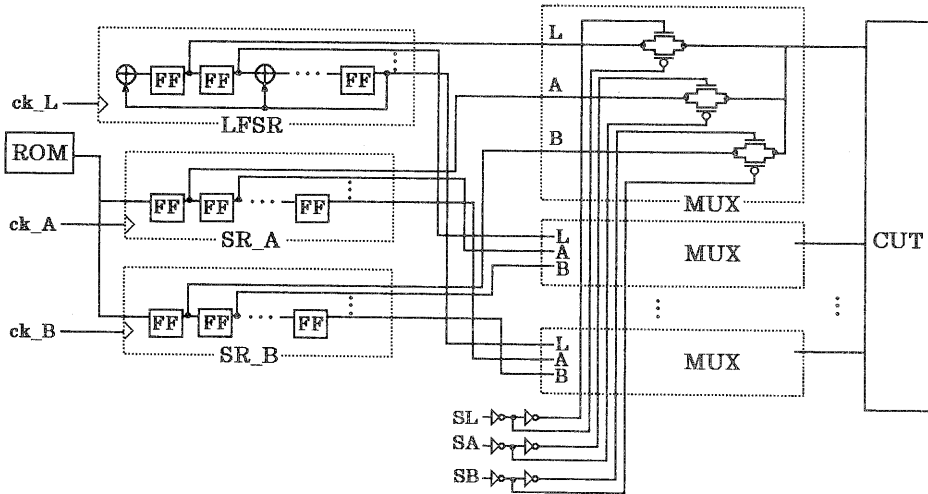 L
FF FF FF
ck_L
LFSR
A
ROM
B
MUX
FF FF FF
ck_A
SR_A
L
A
B
MUX
CUT
FF FF FF
ck_B
SR_B
L
A
B
MUX
SL
SA
SB